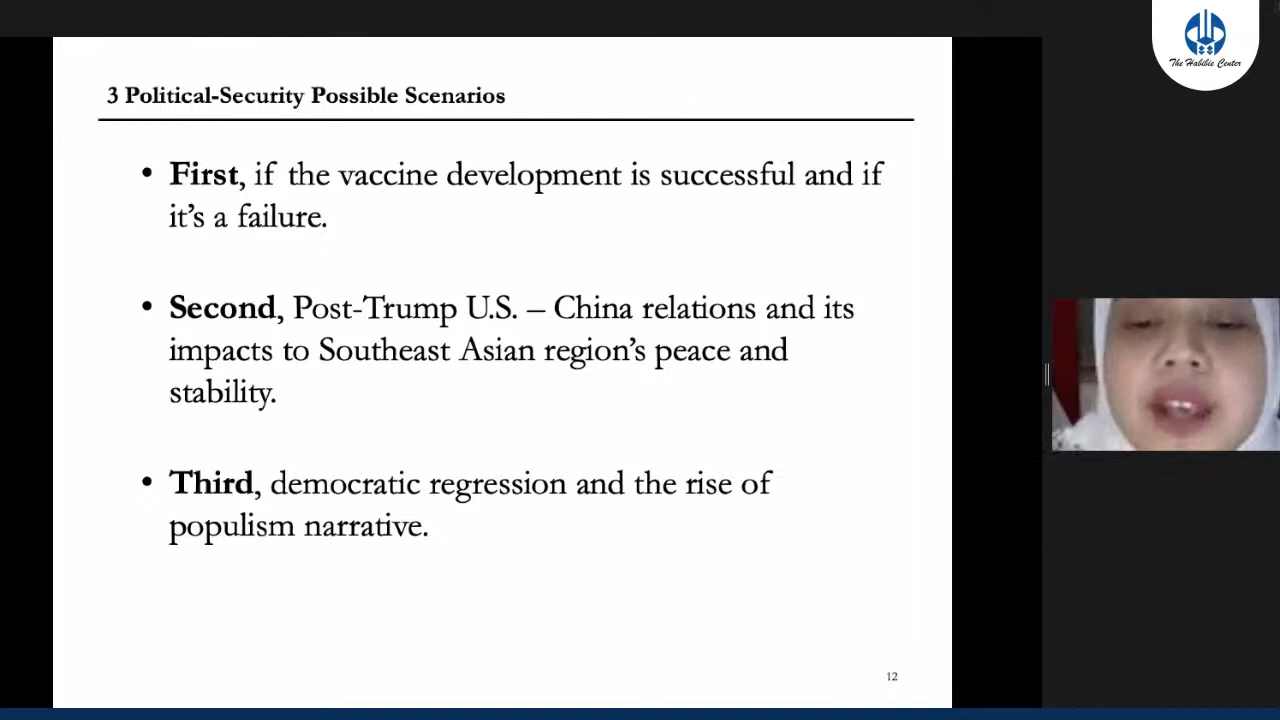 The Habibie Center
3 Political-Security Possible Scenarios
• First, if the vaccine development is successful and if
it’s a failure.
• Second, Post-Trump U.S. – China relations and its
impacts to Southeast Asian region’s peace and
stability.
• Third, democratic regression and the rise of
populism narrative.
12